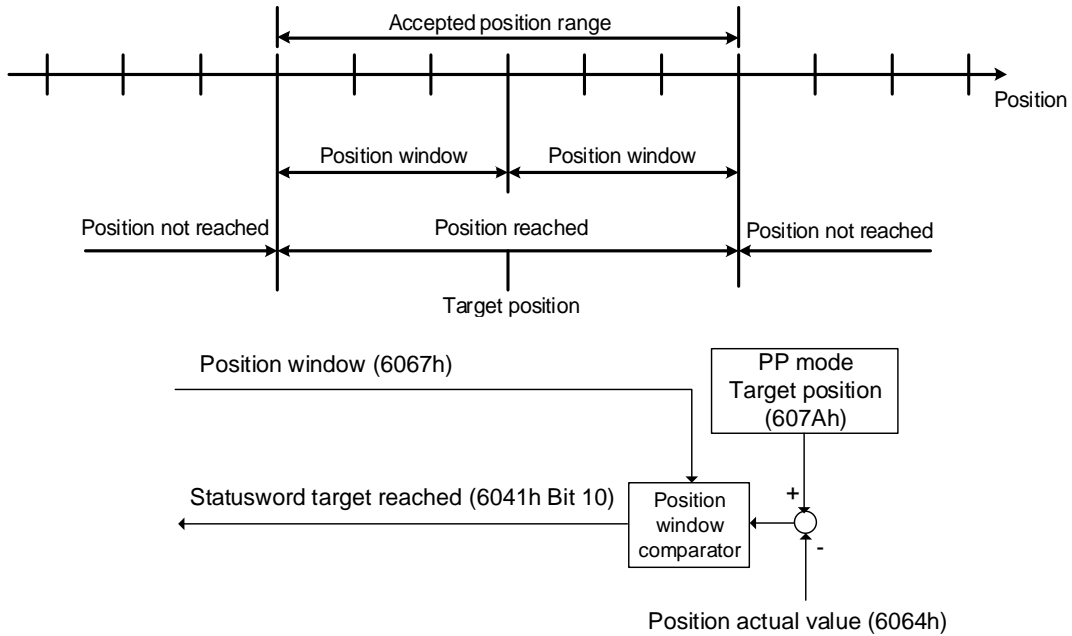 Accepted position range
Position
Position window
Position window
Position not reached
Position reached
Position not reached
Target position
Position window (6067h)
PP mode
Target position
(607Ah)
Statusword target reached (6041h Bit 10)
Position
window
comparator
+
-
Position actual value (6064h)